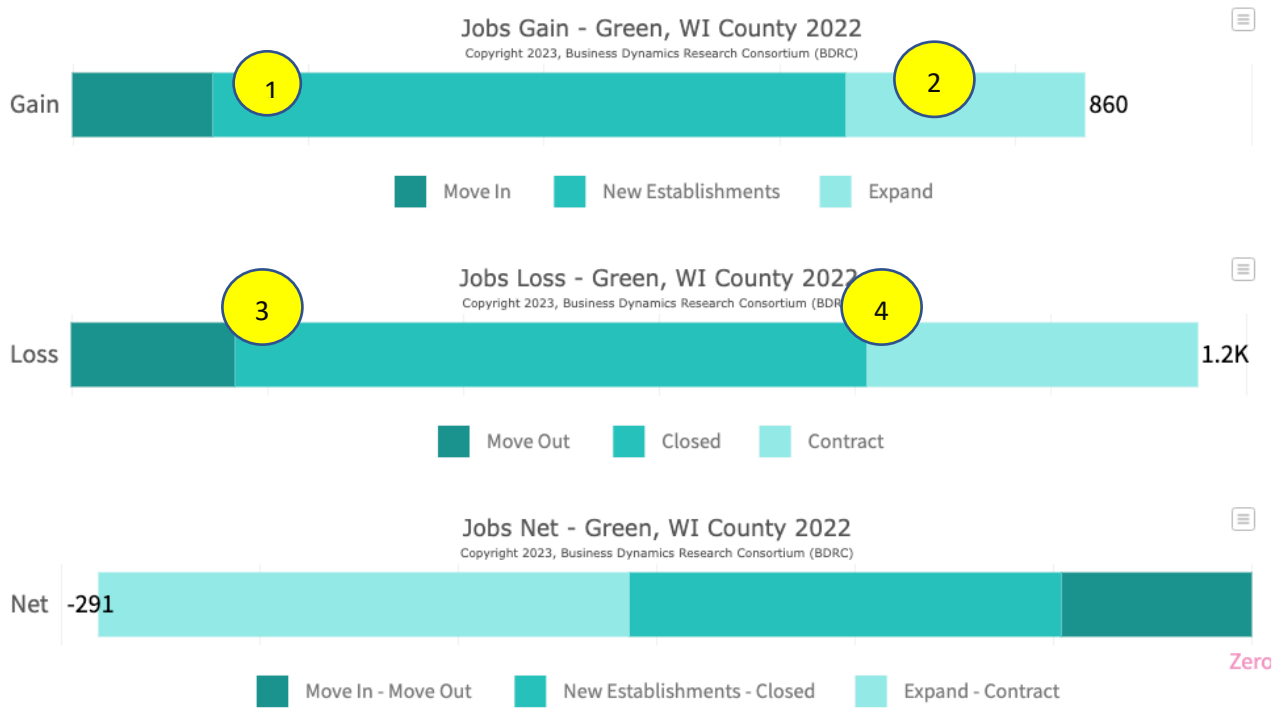 Jobs Gain - Green, WI County 2022
Copyright 2023, Business Dynamics Research Consortium (BDRC)
1
2
Gain
860
Move In New Establishments Expand
Jobs Loss - Green, WI County 2022
Copyright 2023, Business Dynamics Research Consortium (BDR
3
4
Loss
1.2K
Move Out Closed Contract
Jobs Net - Green, WI County 2022
Copyright 2023, Business Dynamics Research Consortium (BDRC)
Net -291
Zero
Move In - Move Out New Establishments - Closed Expand - Contract